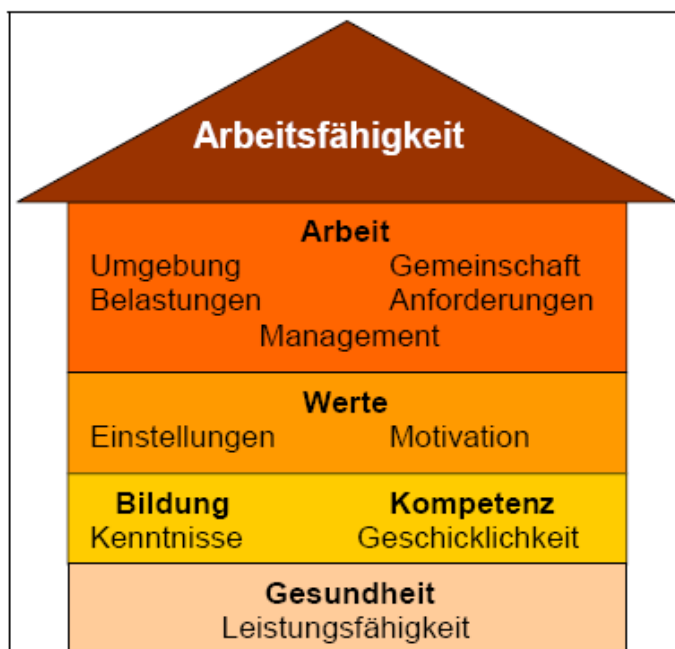 Arbeitsfähigkeit
Arbeit
Umgebung Gemeinschaft
Belastungen Anforderungen
Management
Werte
Einstellungen Motivation
Bildung Kompetenz
Kenntnisse Geschicklichkeit
Gesundheit
Leistungsfähigkeit